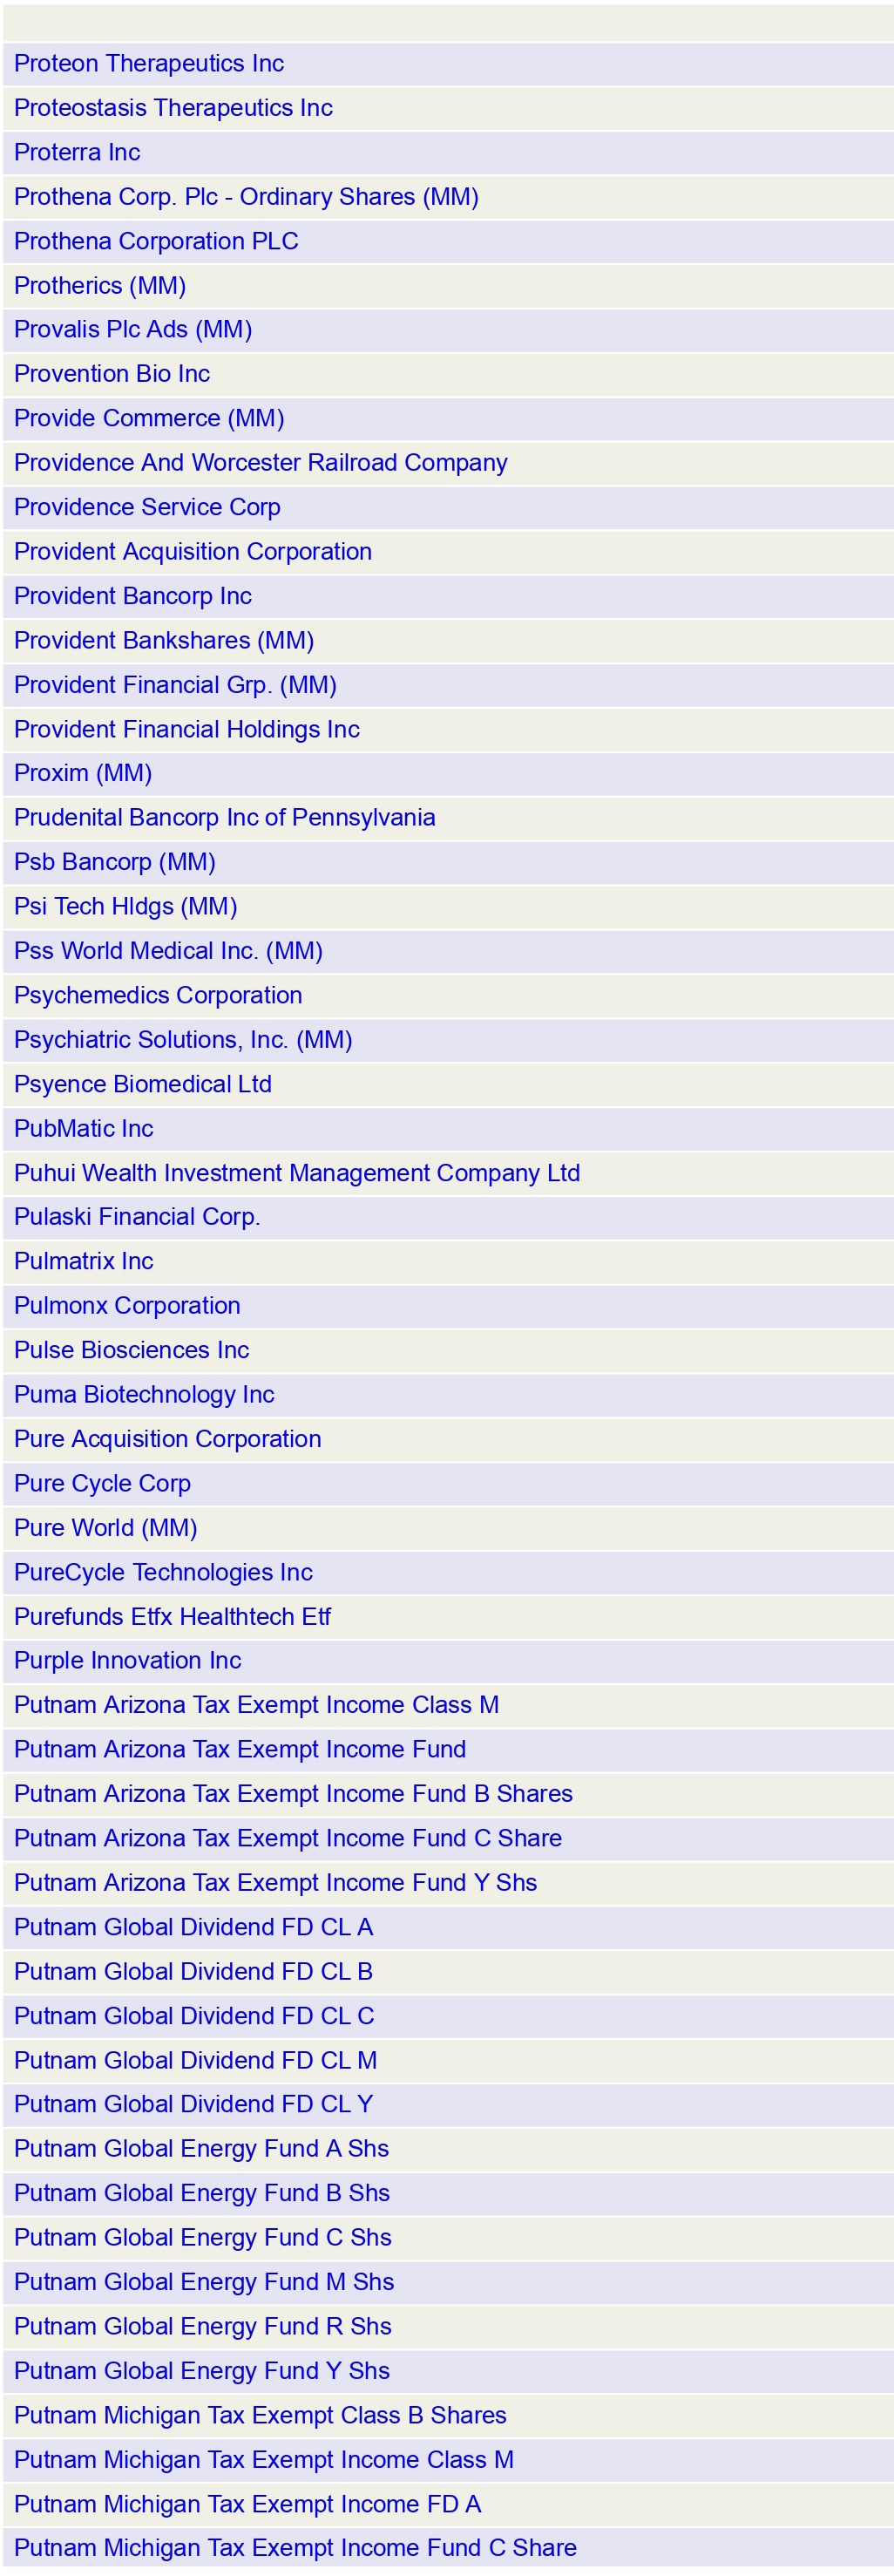 Proteon Therapeutics Inc
Proteostasis Therapeutics Inc
Proterra Inc
Prothena Corp. Plc - Ordinary Shares (MM)
Prothena Corporation PLC
Protherics (MM)
Provalis Plc Ads (MM)
Provention Bio Inc
Provide Commerce (MM)
Providence And Worcester Railroad Company
Providence Service Corp
Provident Acquisition Corporation
Provident Bancorp Inc
Provident Bankshares (MM)
Provident Financial Grp. (MM)
Provident Financial Holdings Inc
Proxim (MM)
Prudenital Bancorp Inc of Pennsylvania
Psb Bancorp (MM)
Psi Tech Hldgs (MM)
Pss World Medical Inc. (MM)
Psychemedics Corporation
Psychiatric Solutions, Inc. (MM)
Psyence Biomedical Ltd
PubMatic Inc
Puhui Wealth Investment Management Company Ltd
Pulaski Financial Corp.
Pulmatrix Inc
Pulmonx Corporation
Pulse Biosciences Inc
Puma Biotechnology Inc
Pure Acquisition Corporation
Pure Cycle Corp
Pure World (MM)
PureCycle Technologies Inc
Purefunds Etfx Healthtech Etf
Purple Innovation Inc
Putnam Arizona Tax Exempt Income Class M
Putnam Arizona Tax Exempt Income Fund
Putnam Arizona Tax Exempt Income Fund B Shares
Putnam Arizona Tax Exempt Income Fund C Share
Putnam Arizona Tax Exempt Income Fund Y Shs
Putnam Global Dividend FD CL A
Putnam Global Dividend FD CL B
Putnam Global Dividend FD CL C
Putnam Global Dividend FD CL M
Putnam Global Dividend FD CL Y
Putnam Global Energy Fund A Shs
Putnam Global Energy Fund B Shs
Putnam Global Energy Fund C Shs
Putnam Global Energy Fund M Shs
Putnam Global Energy Fund R Shs
Putnam Global Energy Fund Y Shs
Putnam Michigan Tax Exempt Class B Shares
Putnam Michigan Tax Exempt Income Class M
Putnam Michigan Tax Exempt Income FD A
Putnam Michigan Tax Exempt Income Fund C Share